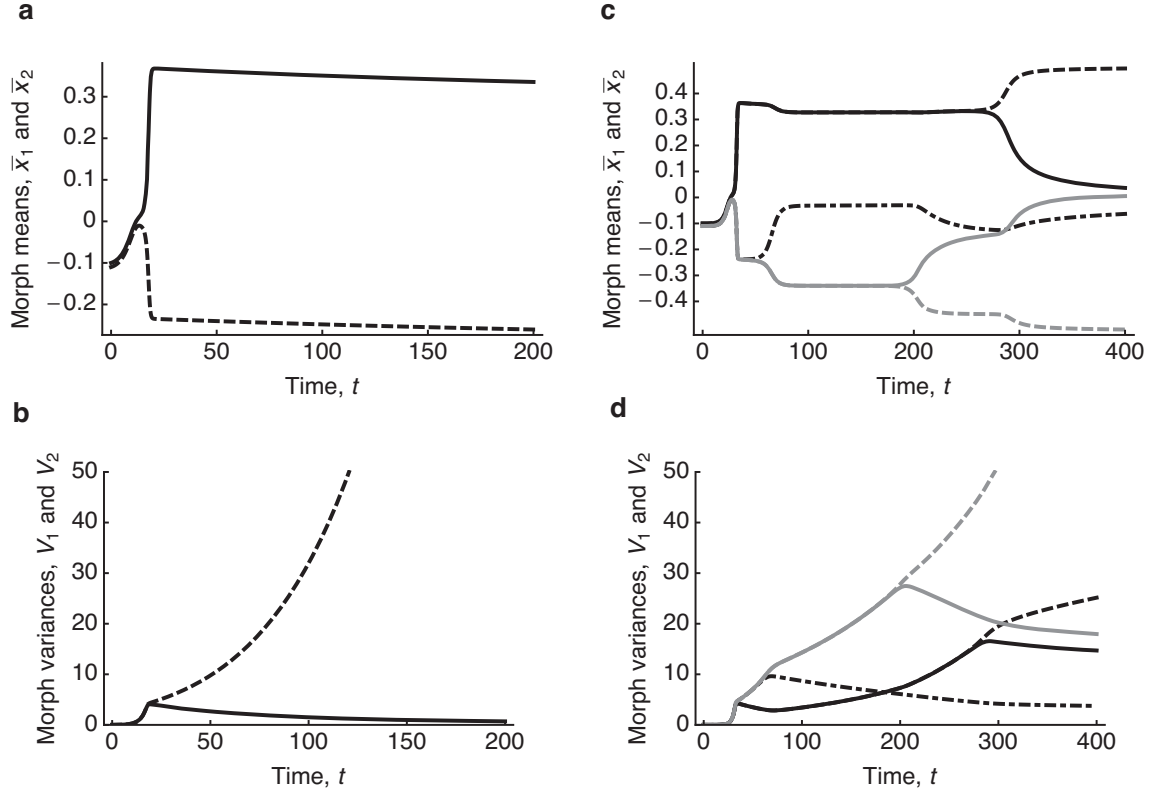 a
Morph means, x̄1 and x̄2
0.3
0.2
0.1
0
−0.1
−0.2
0 50 100 150 200
Time, t
c
Morph means, x̄1 and x̄2
0.4
0.3
0.2
0.1
0
−0.1
−0.2
−0.3
−0.4
0 100 200 300 400
Time, t
b
Morph variances, V1 and V2
50
40
30
20
10
0
0 50 100 150 200
Time, t
d
Morph variances, V1 and V2
50
40
30
20
10
0
0 100 200 300 400
Time, t